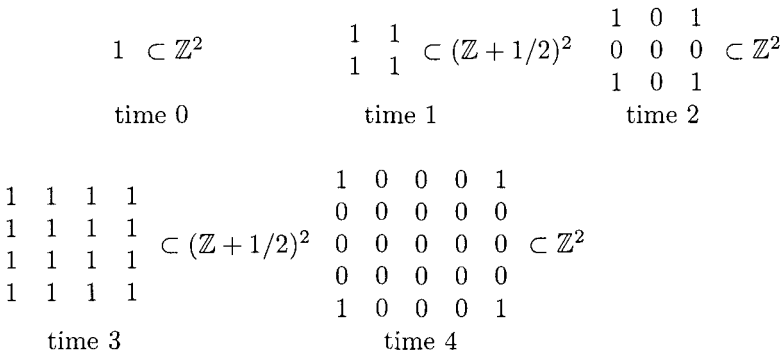 1 ⊂ ℤ²
time 0
1 1
1 1
⊂ (ℤ + 1/2)²
time 1
1 0 1
0 0 0
1 0 1
⊂ ℤ²
time 2
1 1 1 1
1 1 1 1
1 1 1 1
1 1 1 1
⊂ (ℤ + 1/2)²
time 3
1 0 0 0 1
0 0 0 0 0
0 0 0 0 0
0 0 0 0 0
1 0 0 0 1
⊂ ℤ²
time 4